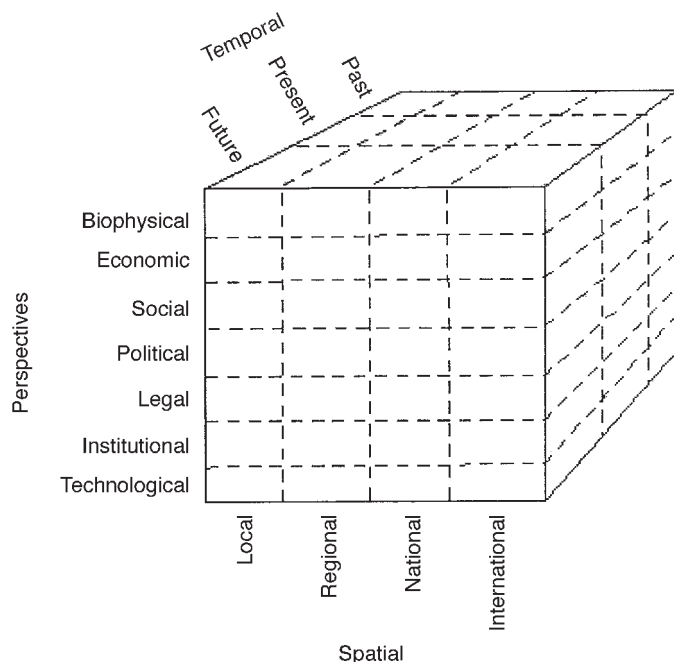 Temporal
Past
Present
Future
Biophysical
Economic
Social
Political
Legal
Institutional
Technological
Perspectives
Local
Regional
National
International
Spatial